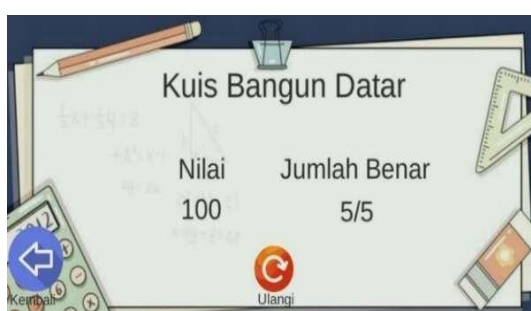 Kuis Bangun Datar
Nilai Jumlah Benar
100 5/5
Kembali
Ulangi